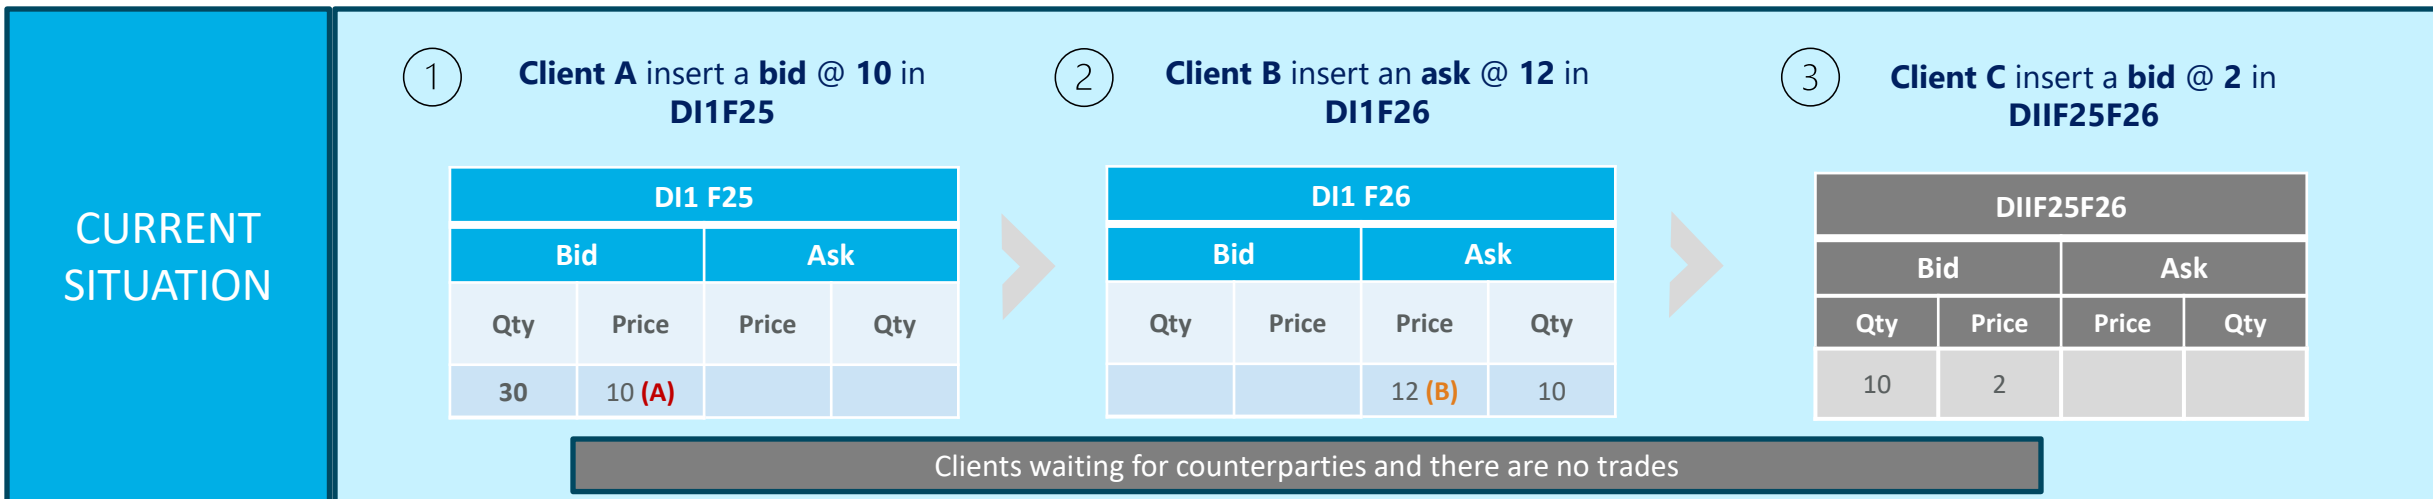 CURRENT
SITUATION
1
Client A insert a bid @ 10 in
DI1F25
DI1 F25
Bid Ask
Qty Price Price Qty
30 10 (A)
2
Client B insert an ask @ 12 in
DI1F26
DI1 F26
Bid Ask
Qty Price Price Qty
12 (B) 10
3
Client C insert a bid @ 2 in
DIIF25F26
DIIF25F26
Bid Ask
Qty Price Price Qty
10 2
Clients waiting for counterparties and there are no trades